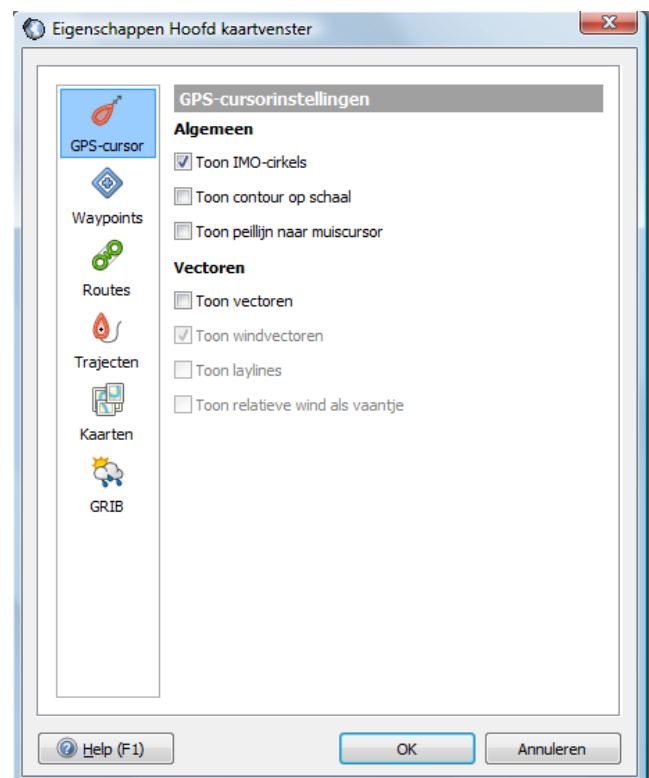 Eigenschappen Hoofd kaartvenster
GPS-cursor
Waypoints
Routes
Trajecten
Kaarten
GRIB
GPS-cursorinstellingen
Algemeen
Toon IMO-cirkels
Toon contour op schaal
Toon peillijn naar muiscursor
Vectoren
Toon vectoren
Toon windvectoren
Toon laylines
Toon relatieve wind als vaantje
Help (F1)
OK
Annuleren